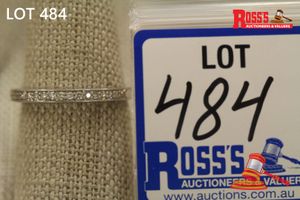 LOT 484
ROSS'S
AUCTIONEERS & VALUERS
LOT
484
ROSS'S
AUCTIONEERS & VALUERS
www.auctions.com.au